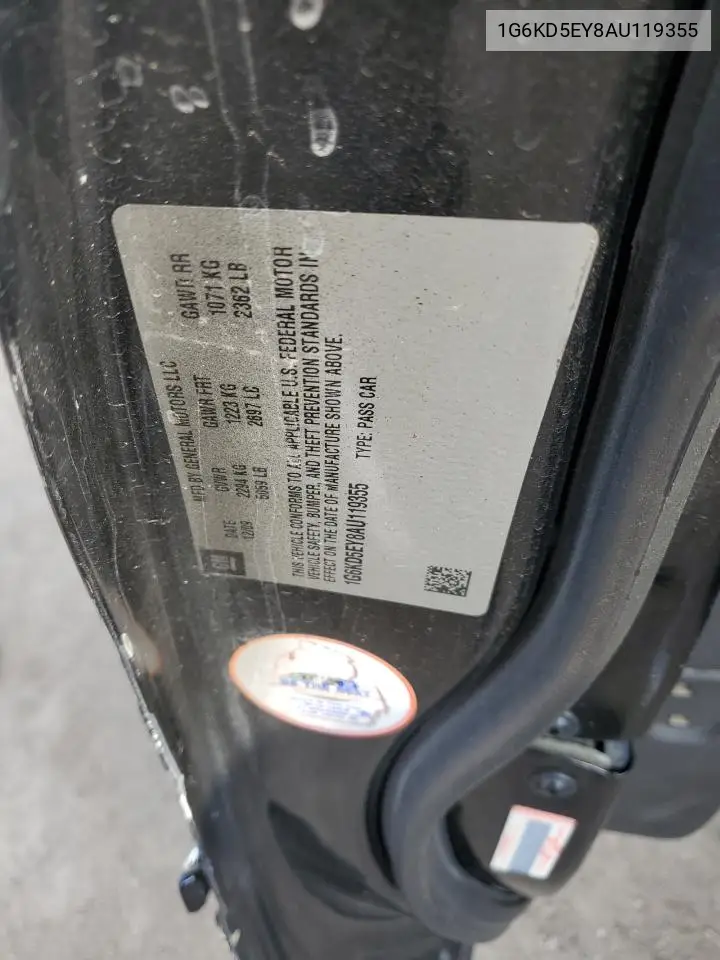 1G6KD5EY8AU119355
GM
MFD BY GENERAL MOTORS LLC
DATE GVWR GAWR FRT GAWR RR
12/09 2294 KG 1223 KG 1071 KG
5059 LB 2697 LC 2362 LB
THIS VEHICLE CONFORMS TO ALL APPLICABLE U.S. FEDERAL MOTOR
VEHICLE SAFETY, BUMPER, AND THEFT PREVENTION STANDARDS IN
EFFECT ON THE DATE OF MANUFACTURE SHOWN ABOVE.
1G6KD5EY8AU119355 TYPE: PASS CAR